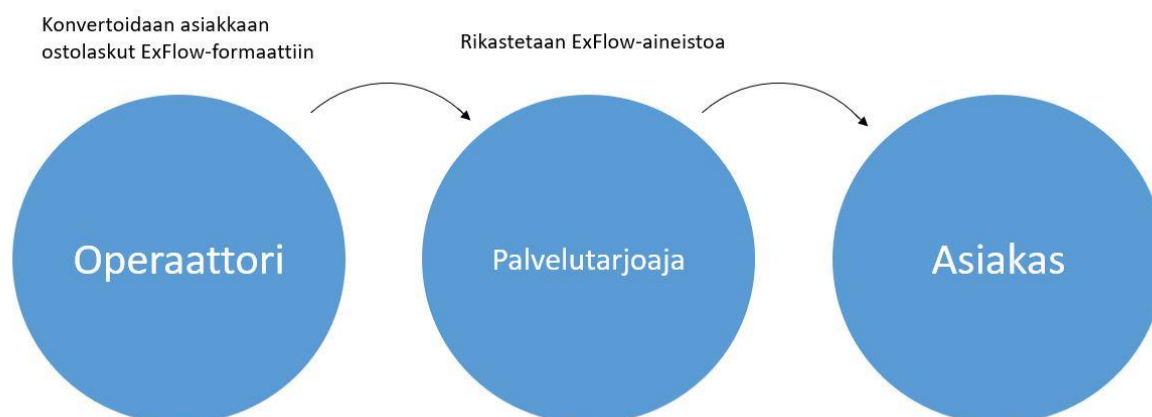 Konvertoidaan asiakkaan
ostolaskut ExFlow-formaattiin
Rikastetaan ExFlow-aineistoa
Operaattori
Palvelutarjoaja
Asiakas